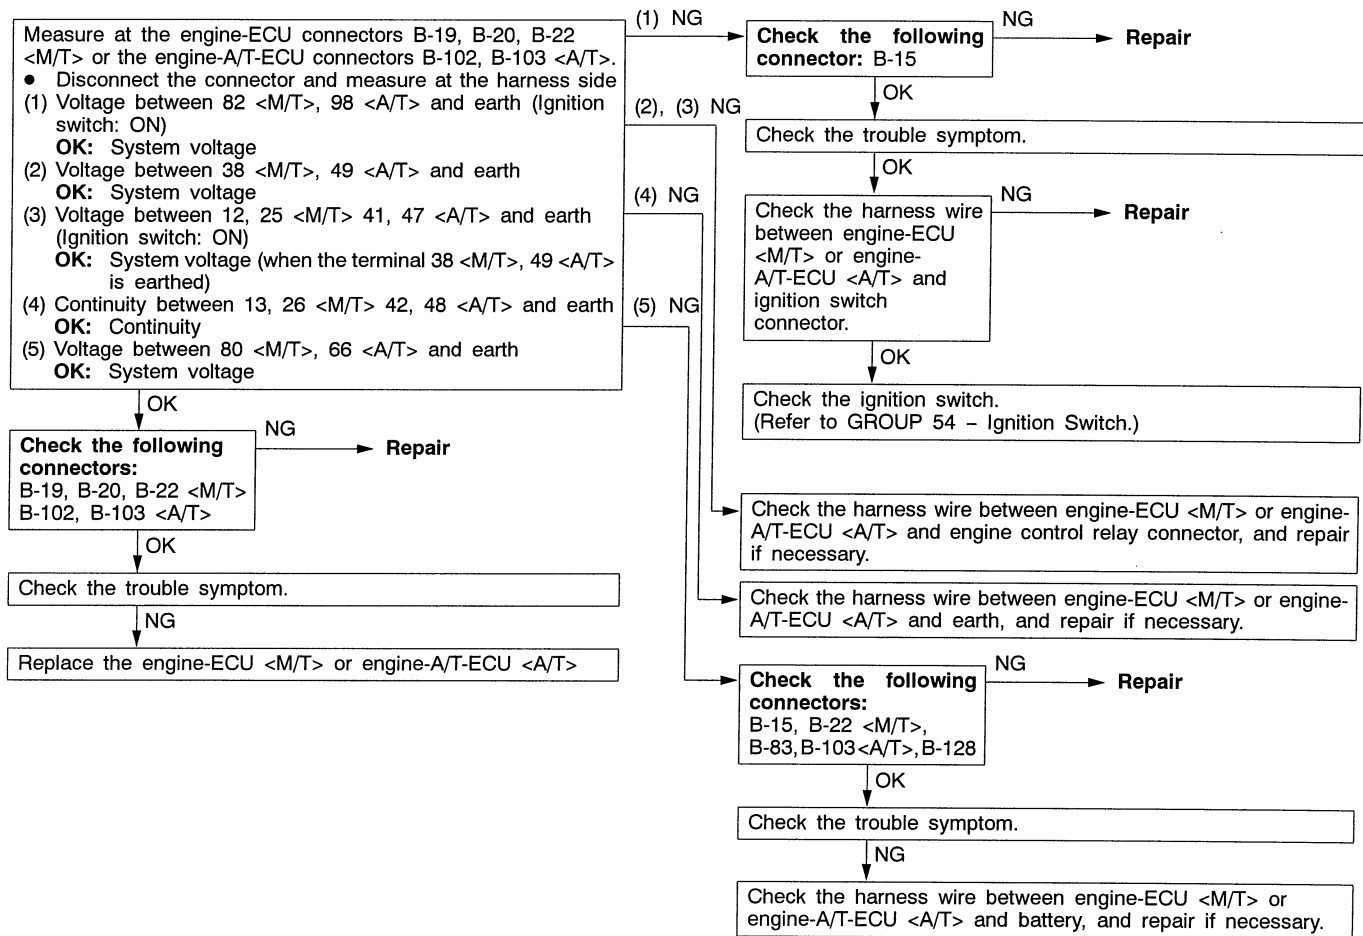 Measure at the engine-ECU connectors B-19, B-20, B-22
<M/T> or the engine-A/T-ECU connectors B-102, B-103 <A/T>.
● Disconnect the connector and measure at the harness side
(1) Voltage between 82 <M/T>, 98 <A/T> and earth (Ignition
switch: ON)
OK: System voltage
(2) Voltage between 38 <M/T>, 49 <A/T> and earth
OK: System voltage
(3) Voltage between 12, 25 <M/T> 41, 47 <A/T> and earth
(Ignition switch: ON)
OK: System voltage (when the terminal 38 <M/T>, 49 <A/T>
is earthed)
(4) Continuity between 13, 26 <M/T> 42, 48 <A/T> and earth
OK: Continuity
(5) Voltage between 80 <M/T>, 66 <A/T> and earth
OK: System voltage
OK
Check the following
connectors:
B-19, B-20, B-22 <M/T>
B-102, B-103 <A/T>
NG
Repair
OK
Check the trouble symptom.
NG
Replace the engine-ECU <M/T> or engine-A/T-ECU <A/T>
(1) NG
Check the following
connector: B-15
NG
Repair
OK
Check the trouble symptom.
OK
Check the harness wire
between engine-ECU
<M/T> or engine-
A/T-ECU <A/T> and
ignition switch
connector.
NG
Repair
OK
Check the ignition switch.
(Refer to GROUP 54 – Ignition Switch.)
(2), (3) NG
Check the harness wire between engine-ECU <M/T> or engine-
A/T-ECU <A/T> and engine control relay connector, and repair
if necessary.
(4) NG
Check the harness wire between engine-ECU <M/T> or engine-
A/T-ECU <A/T> and earth, and repair if necessary.
(5) NG
Check the following
connectors:
B-15, B-22 <M/T>,
B-83, B-103<A/T>, B-128
NG
Repair
OK
Check the trouble symptom.
NG
Check the harness wire between engine-ECU <M/T> or
engine-A/T-ECU <A/T> and battery, and repair if necessary.